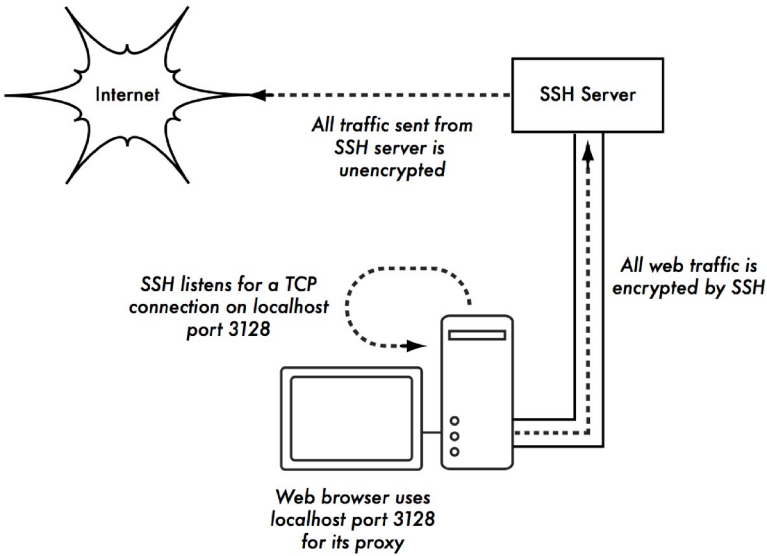 Internet
SSH Server
All traffic sent from
SSH server is
unencrypted
All web traffic is
encrypted by SSH
SSH listens for a TCP
connection on localhost
port 3128
Web browser uses
localhost port 3128
for its proxy